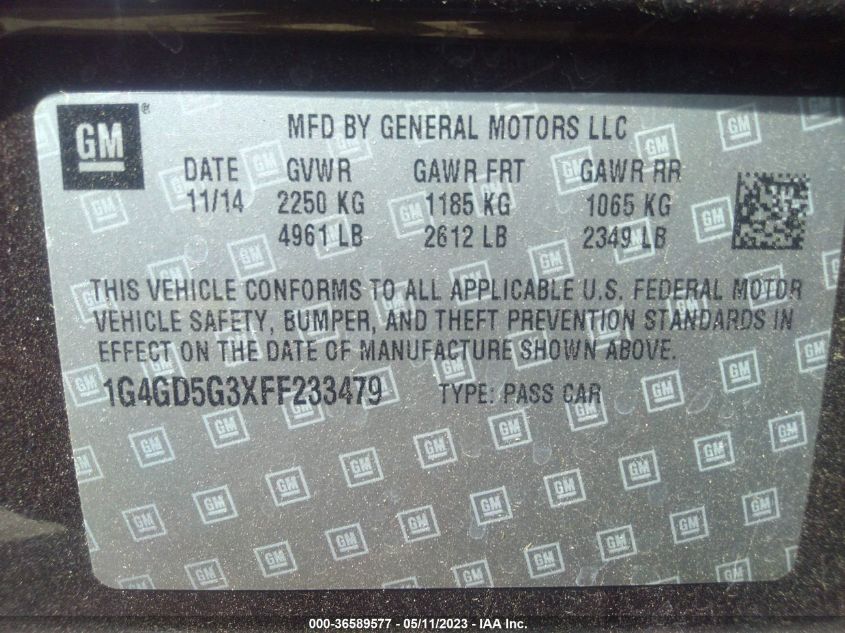 GM ®
MFD BY GENERAL MOTORS LLC
DATE GVWR GAWR FRT GAWR RR
11/14 2250 KG 1185 KG 1065 KG
4961 LB 2612 LB 2349 LB
THIS VEHICLE CONFORMS TO ALL APPLICABLE U.S. FEDERAL MOTOR
VEHICLE SAFETY, BUMPER, AND THEFT PREVENTION STANDARDS IN
EFFECT ON THE DATE OF MANUFACTURE SHOWN ABOVE.
1G4GD5G3XFF233479 TYPE: PASS CAR
000-36589577 - 05/11/2023 - IAA Inc.